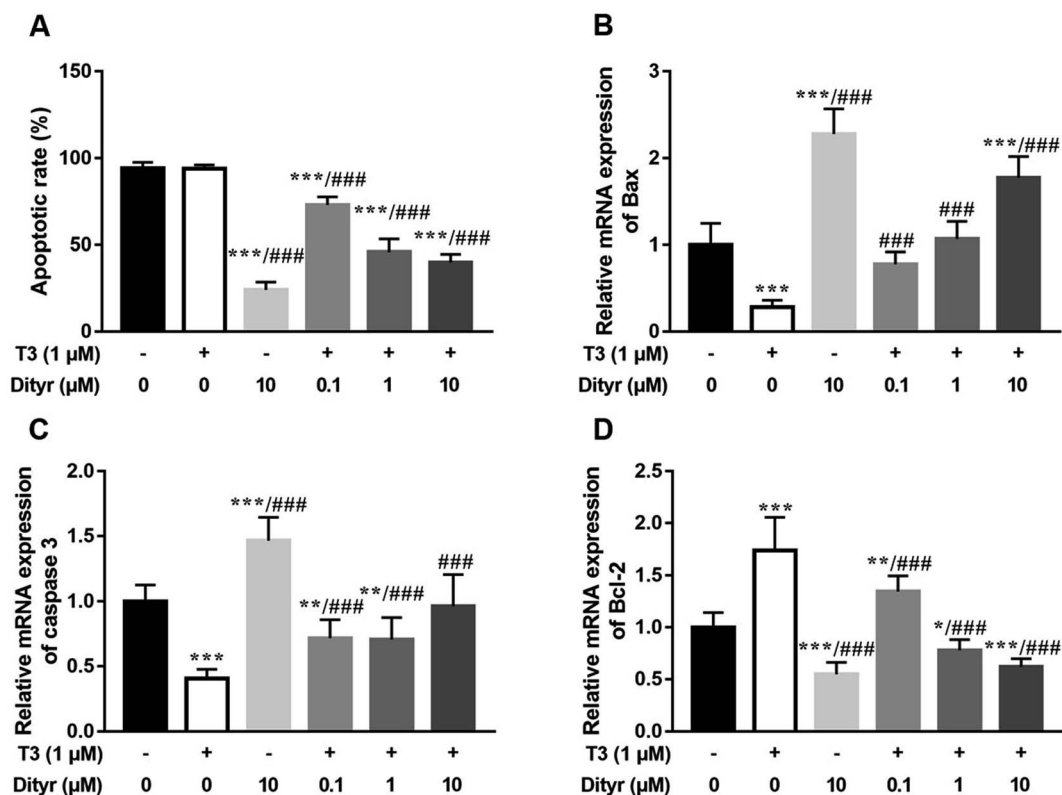 A
Apoptotic rate (%)
150
100
50
0
***/###
***/###
***/###
***/###
T3 (1 µM) - + - + + +
Dityr (µM) 0 0 10 0.1 1 10
B
Relative mRNA expression
of Bax
3
2
1
0
***
***/###
###
###
***/###
T3 (1 µM) - + - + + +
Dityr (µM) 0 0 10 0.1 1 10
C
Relative mRNA expression
of caspase 3
2.0
1.5
1.0
0.5
0.0
***
***/###
**/###
**/###
###
T3 (1 µM) - + - + + +
Dityr (µM) 0 0 10 0.1 1 10
D
Relative mRNA expression
of Bcl-2
2.5
2.0
1.5
1.0
0.5
0.0
***
***/###
**/###
*/###
***/###
T3 (1 µM) - + - + + +
Dityr (µM) 0 0 10 0.1 1 10